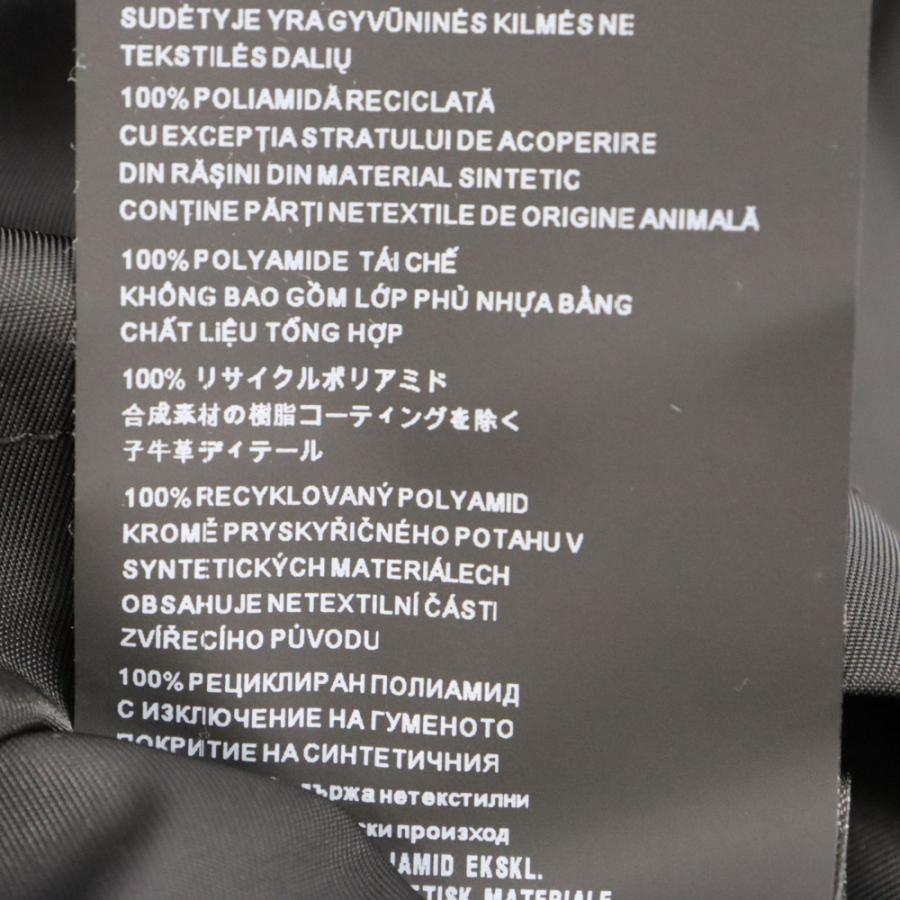 SUDĖTYJE YRA GYVŪNINĖS KILMĖS NE
TEKSTILĖS DALIŲ
100% POLIAMIDĂ RECICLATĂ
CU EXCEPȚIA STRATULUI DE ACOPERIRE
DIN RĂȘINI DIN MATERIAL SINTETIC
CONȚINE PĂRȚI NETEXTILE DE ORIGINE ANIMALĂ
100% POLYAMIDE TÁI CHẾ
KHÔNG BAO GỒM LỚP PHỦ NHỰA BẰNG
CHẤT LIỆU TỔNG HỢP
100% リサイクルポリアミド
合成素材の樹脂コーティングを除く
子牛革ディテール
100% RECYKLOVANÝ POLYAMID
KROMĚ PRYSKYŘIČNÉHO POTAHU V
SYNTETICKÝCH MATERIÁLECH
OBSAHUJE NETEXTILNÍ ČÁSTI
ZVÍŘECÍHO PŮVODU
100% РЕЦИКЛИРАН ПОЛИАМИД
С ИЗКЛЮЧЕНИЕ НА ГУМЕНОТО
ПОКРИТИЕ НА СИНТЕТИЧНИЯ
нетекстилни
произход
EKSKL.
MATERIALE